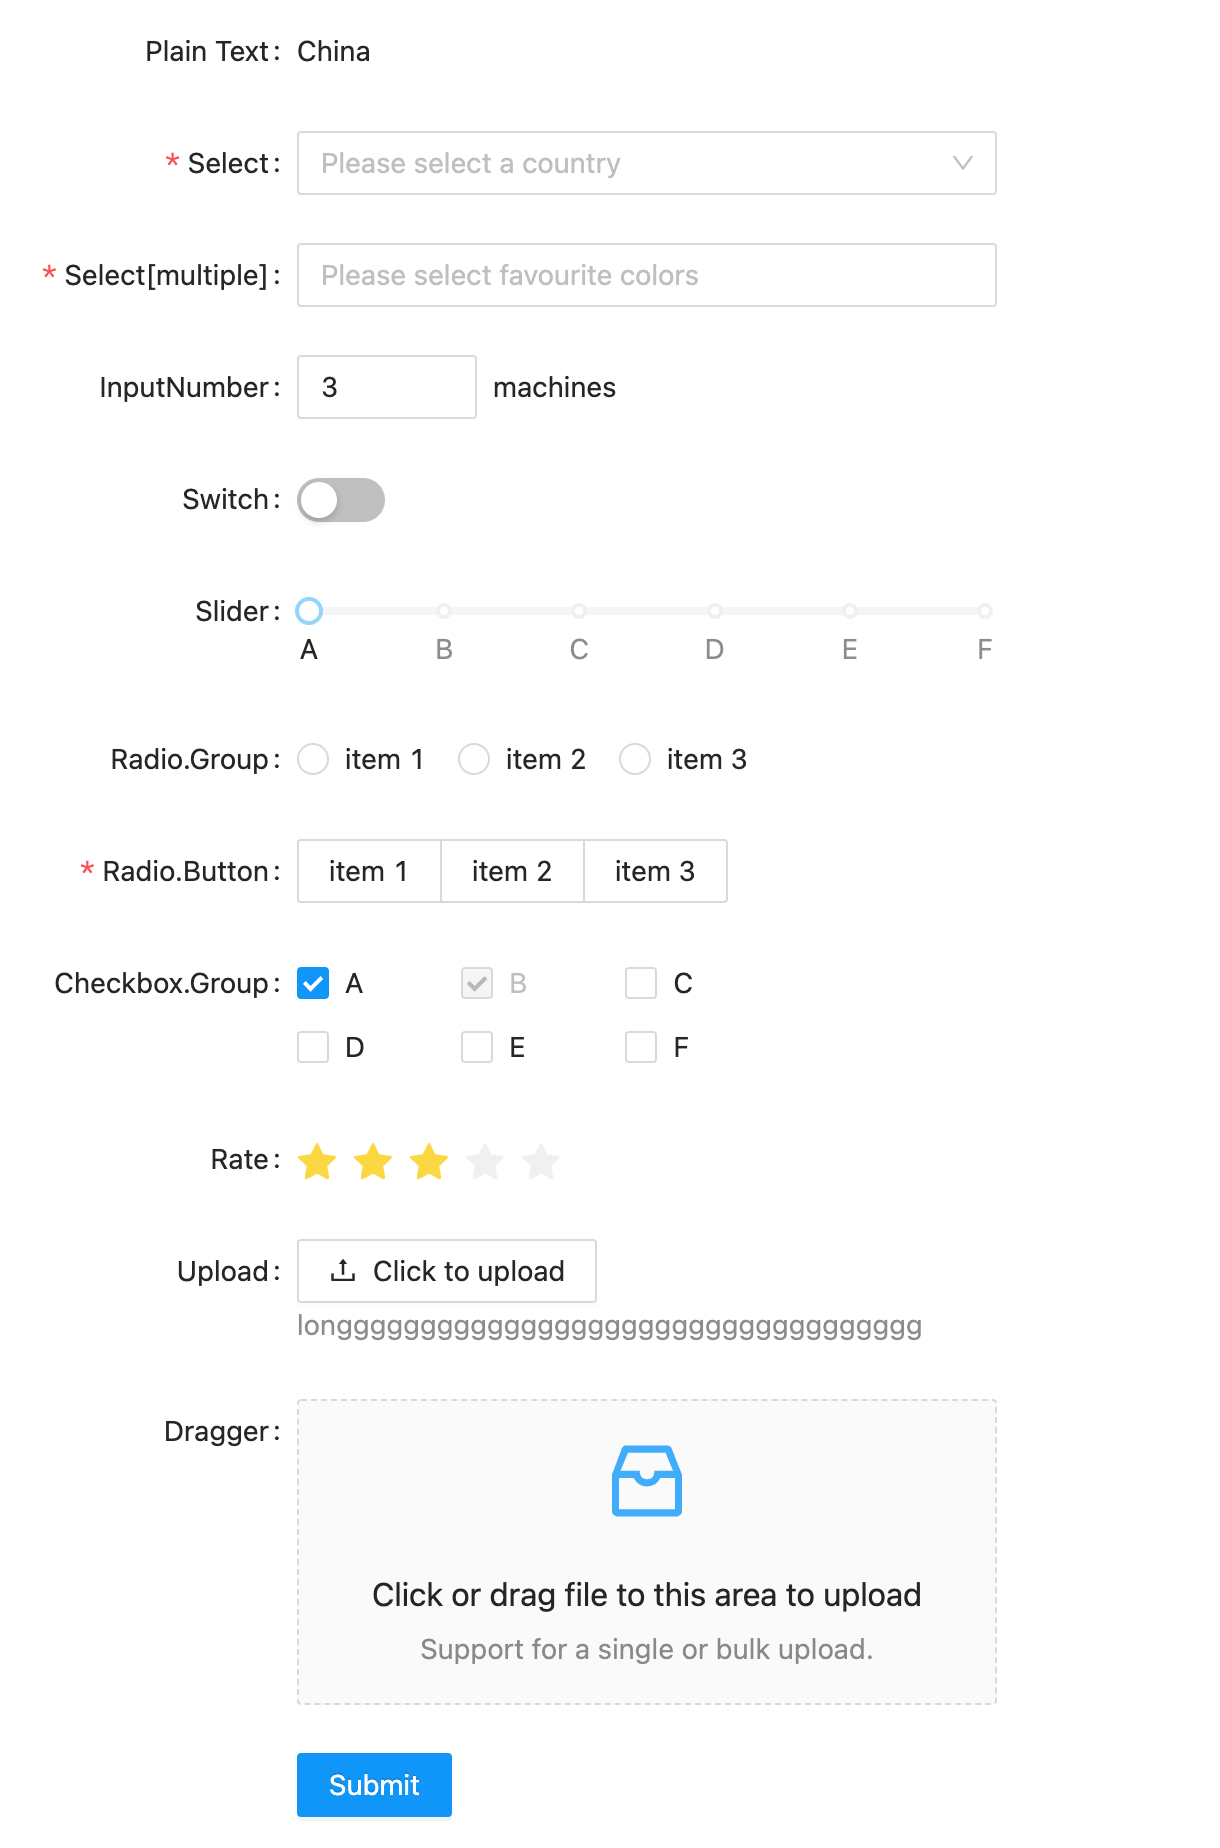 Plain Text: China
* Select: Please select a country
* Select[multiple]: Please select favourite colors
InputNumber: 3 machines
Switch:
Slider:
A B C D E F
Radio.Group: item 1 item 2 item 3
* Radio.Button: item 1 item 2 item 3
Checkbox.Group: A B C
D E F
Rate:
Upload: Click to upload
longgggggggggggggggggggggggggggggggggg
Dragger:
Click or drag file to this area to upload
Support for a single or bulk upload.
Submit